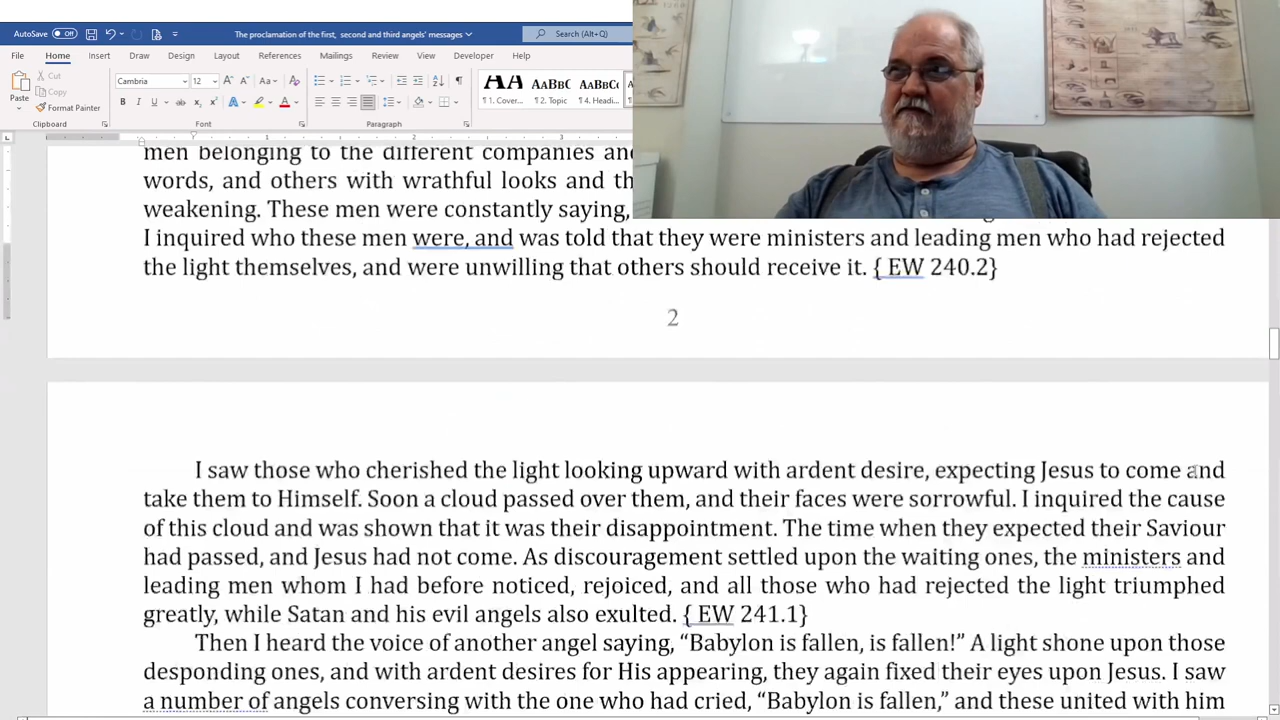 AutoSave Off The proclamation of the first, second and third angels' messages Search (Alt+Q)
File Home Insert Draw Design Layout References Mailings Review View Developer Help
Paste Cut Copy Format Painter
Cambria 12 Aa
B I U ab x₂ x² A A
AA AaBbC AaBbCc
¶ 1. Cover... ¶ 2. Topic ¶ 4. Headi...
Clipboard Font Paragraph
1 2 3
men belonging to the different companies and
words, and others with wrathful looks and th
weakening. These men were constantly saying,
I inquired who these men were, and was told that they were ministers and leading men who had rejected
the light themselves, and were unwilling that others should receive it. { EW 240.2}
2
I saw those who cherished the light looking upward with ardent desire, expecting Jesus to come and
take them to Himself. Soon a cloud passed over them, and their faces were sorrowful. I inquired the cause
of this cloud and was shown that it was their disappointment. The time when they expected their Saviour
had passed, and Jesus had not come. As discouragement settled upon the waiting ones, the ministers and
leading men whom I had before noticed, rejoiced, and all those who had rejected the light triumphed
greatly, while Satan and his evil angels also exulted. { EW 241.1}
Then I heard the voice of another angel saying, “Babylon is fallen, is fallen!” A light shone upon those
desponding ones, and with ardent desires for His appearing, they again fixed their eyes upon Jesus. I saw
a number of angels conversing with the one who had cried, “Babylon is fallen,” and these united with him